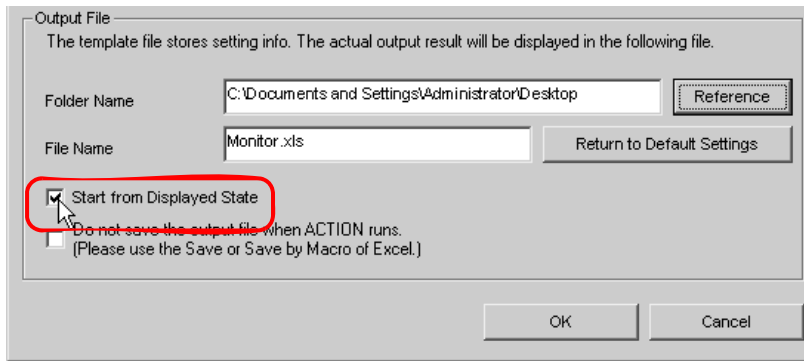 Output File
The template file stores setting info. The actual output result will be displayed in the following file.
Folder Name
C:\Documents and Settings\Administrator\Desktop
Reference
File Name
Monitor.xls
Return to Default Settings
Start from Displayed State
Do not save the output file when ACTION runs.
(Please use the Save or Save by Macro of Excel.)
OK
Cancel